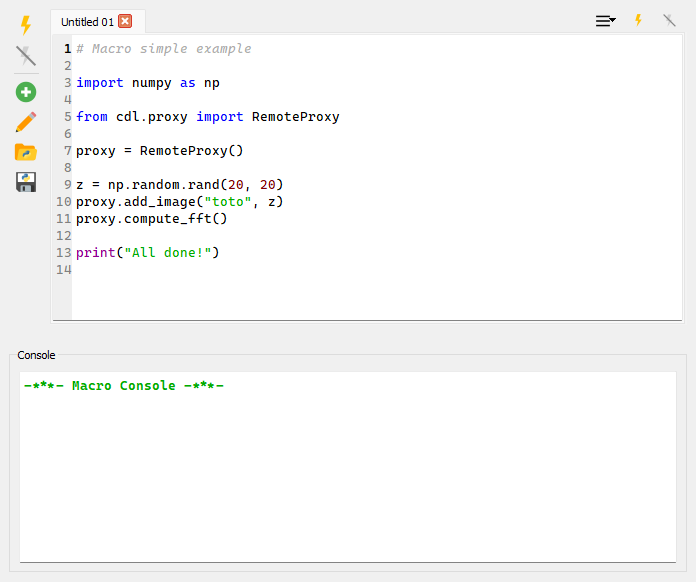 Untitled 01
1 # Macro simple example
2
3 import numpy as np
4
5 from cdl.proxy import RemoteProxy
6
7 proxy = RemoteProxy()
8
9 z = np.random.rand(20, 20)
10 proxy.add_image("toto", z)
11 proxy.compute_fft()
12
13 print("All done!")
14
Console
-***- Macro Console -***-